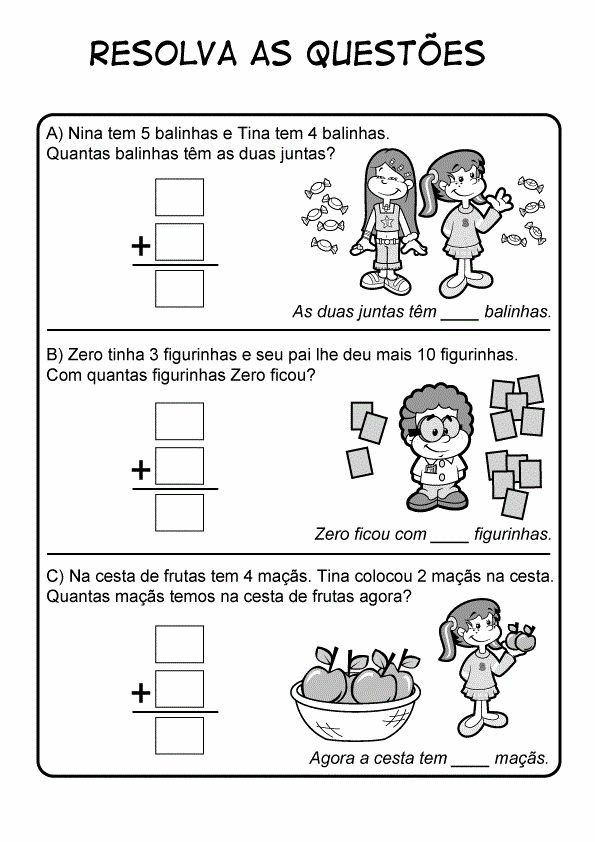 RESOLVA AS QUESTÕES
A) Nina tem 5 balinhas e Tina tem 4 balinhas.
Quantas balinhas têm as duas juntas?
+
As duas juntas têm ____ balinhas.
B) Zero tinha 3 figurinhas e seu pai lhe deu mais 10 figurinhas.
Com quantas figurinhas Zero ficou?
+
Zero ficou com ____ figurinhas.
C) Na cesta de frutas tem 4 maçãs. Tina colocou 2 maçãs na cesta.
Quantas maçãs temos na cesta de frutas agora?
+
Agora a cesta tem ____ maçãs.